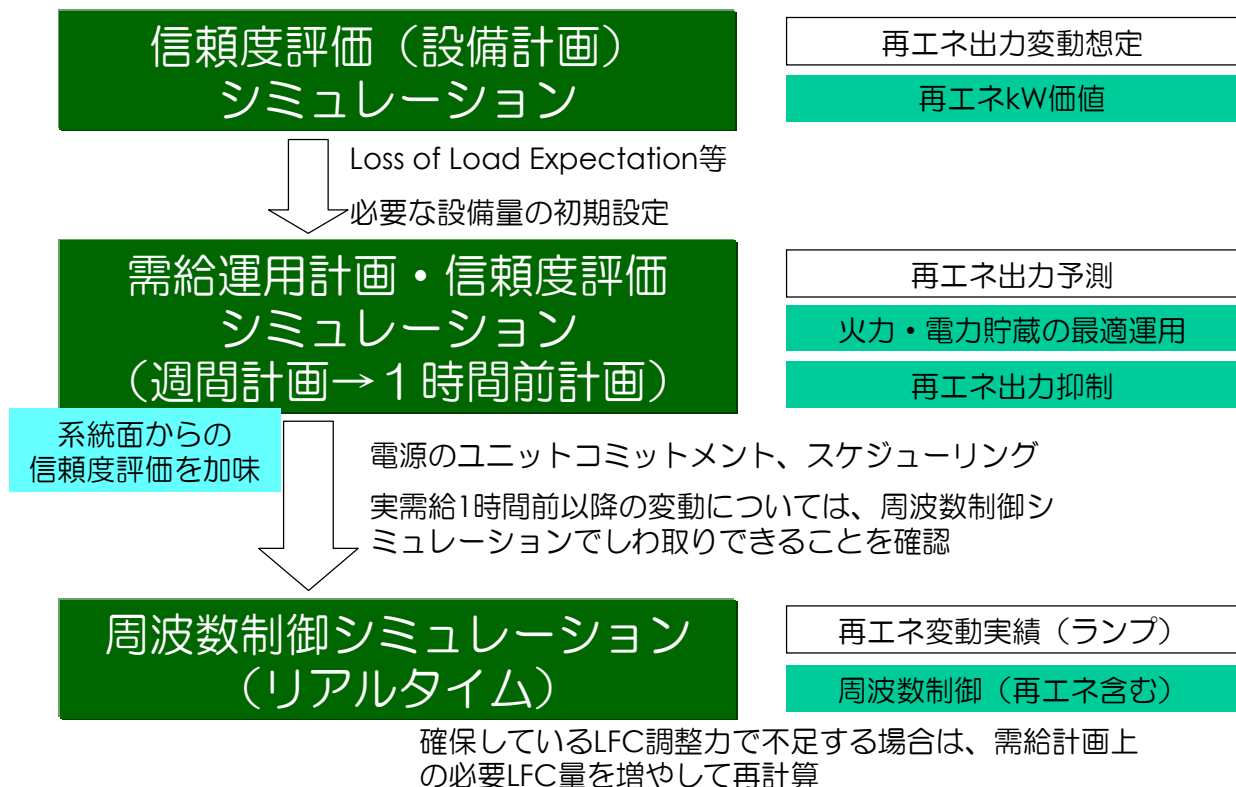 信頼度評価（設備計画）
シミュレーション
再エネ出力変動想定
再エネkW価値
Loss of Load Expectation等
必要な設備量の初期設定
需給運用計画・信頼度評価
シミュレーション
（週間計画→１時間前計画）
再エネ出力予測
火力・電力貯蔵の最適運用
再エネ出力抑制
系統面からの
信頼度評価を加味
電源のユニットコミットメント、スケジューリング
実需給1時間前以降の変動については、周波数制御シ
ミュレーションでしわ取りできることを確認
周波数制御シミュレーション
（リアルタイム）
再エネ変動実績（ランプ）
周波数制御（再エネ含む）
確保しているLFC調整力で不足する場合は、需給計画上
の必要LFC量を増やして再計算